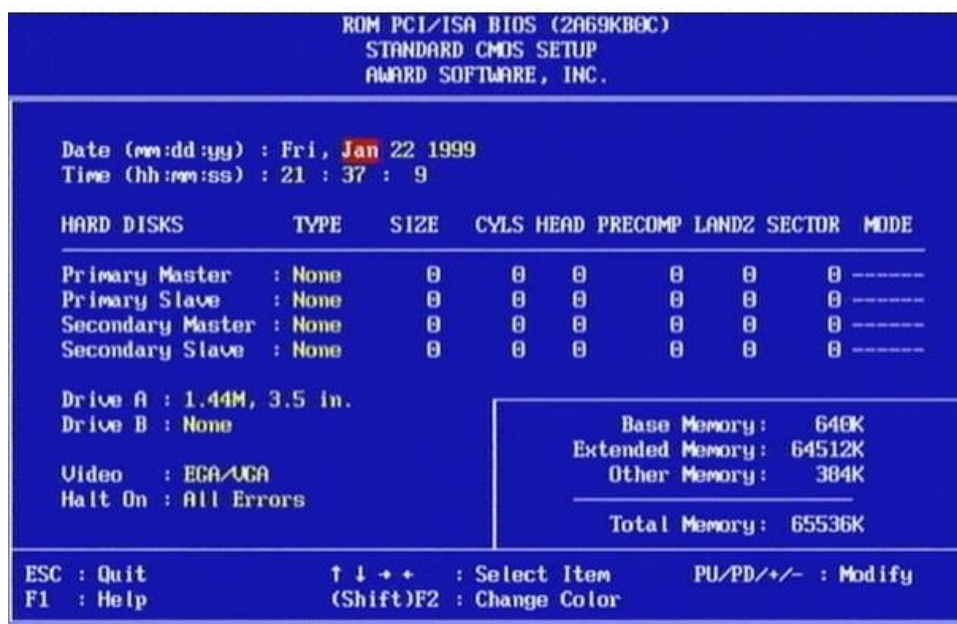 ROM PCI/ISA BIOS (2A69KB0C)
STANDARD CMOS SETUP
AWARD SOFTWARE, INC.
Date (mm:dd:yy) : Fri, Jan 22 1999
Time (hh:mm:ss) : 21 : 37 : 9
HARD DISKS TYPE SIZE CYLS HEAD PRECOMP LANDZ SECTOR MODE
Primary Master : None 0 0 0 0 0 0 ------
Primary Slave : None 0 0 0 0 0 0 ------
Secondary Master : None 0 0 0 0 0 0 ------
Secondary Slave : None 0 0 0 0 0 0 ------
Drive A : 1.44M, 3.5 in.
Drive B : None
Video : EGA/VGA
Halt On : All Errors
Base Memory: 640K
Extended Memory: 64512K
Other Memory: 384K
Total Memory: 65536K
ESC : Quit ↑ ↓ → ← : Select Item PU/PD/+/- : Modify
F1 : Help (Shift)F2 : Change Color